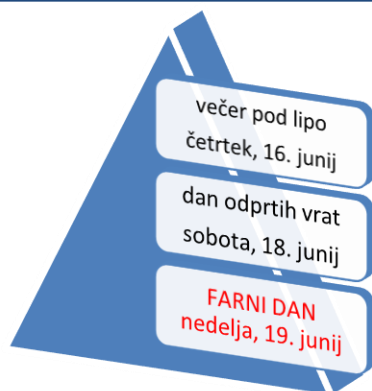 večer pod lipo
četrtek, 16. junij
dan odprtih vrat
sobota, 18. junij
FARNI DAN
nedelja, 19. junij